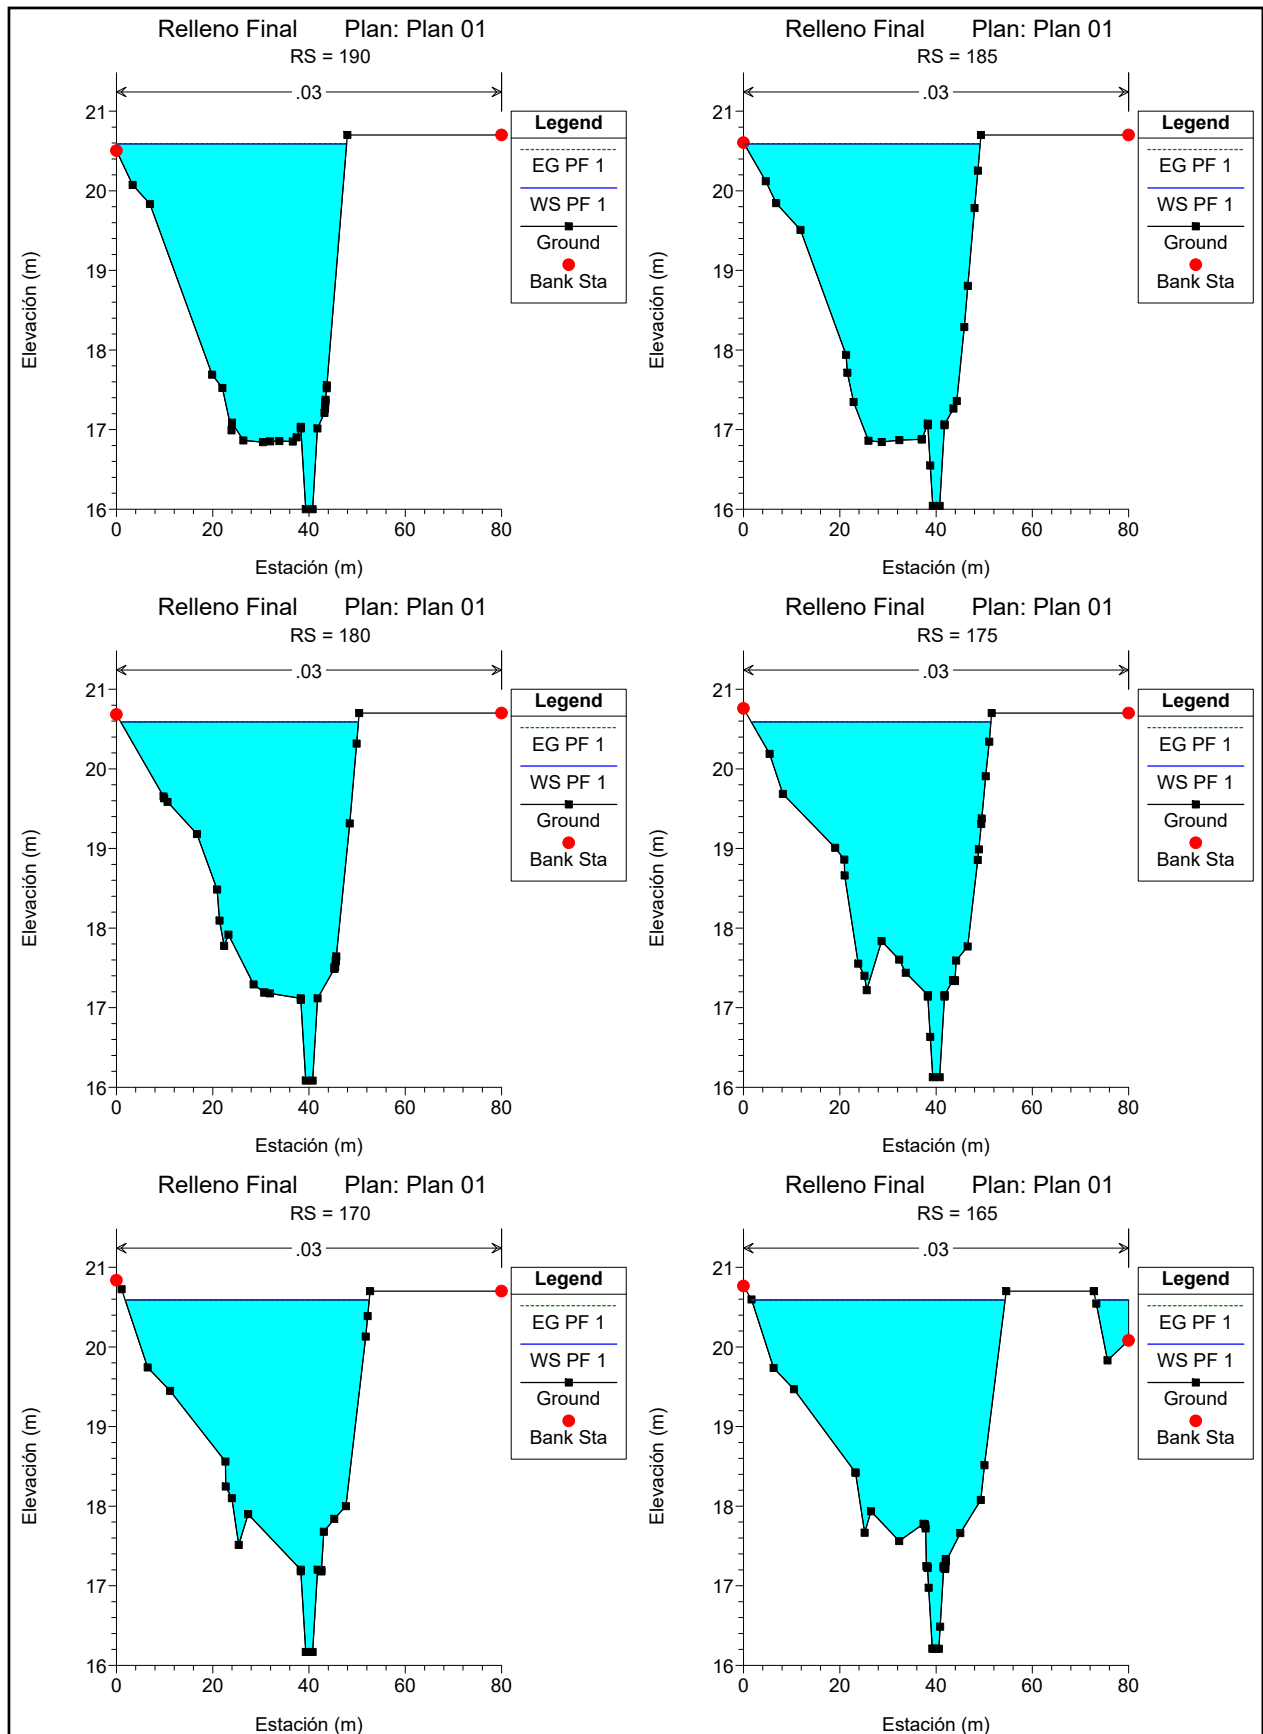 Relleno Final Plan: Plan 01
RS = 190
.03
Legend
EG PF 1
WS PF 1
Ground
Bank Sta
21
20
19
18
17
16
0 20 40 60 80
Elevación (m)
Estación (m)
Relleno Final Plan: Plan 01
RS = 185
.03
Legend
EG PF 1
WS PF 1
Ground
Bank Sta
21
20
19
18
17
16
0 20 40 60 80
Elevación (m)
Estación (m)
Relleno Final Plan: Plan 01
RS = 180
.03
Legend
EG PF 1
WS PF 1
Ground
Bank Sta
21
20
19
18
17
16
0 20 40 60 80
Elevación (m)
Estación (m)
Relleno Final Plan: Plan 01
RS = 175
.03
Legend
EG PF 1
WS PF 1
Ground
Bank Sta
21
20
19
18
17
16
0 20 40 60 80
Elevación (m)
Estación (m)
Relleno Final Plan: Plan 01
RS = 170
.03
Legend
EG PF 1
WS PF 1
Ground
Bank Sta
21
20
19
18
17
16
0 20 40 60 80
Elevación (m)
Estación (m)
Relleno Final Plan: Plan 01
RS = 165
.03
Legend
EG PF 1
WS PF 1
Ground
Bank Sta
21
20
19
18
17
16
0 20 40 60 80
Elevación (m)
Estación (m)